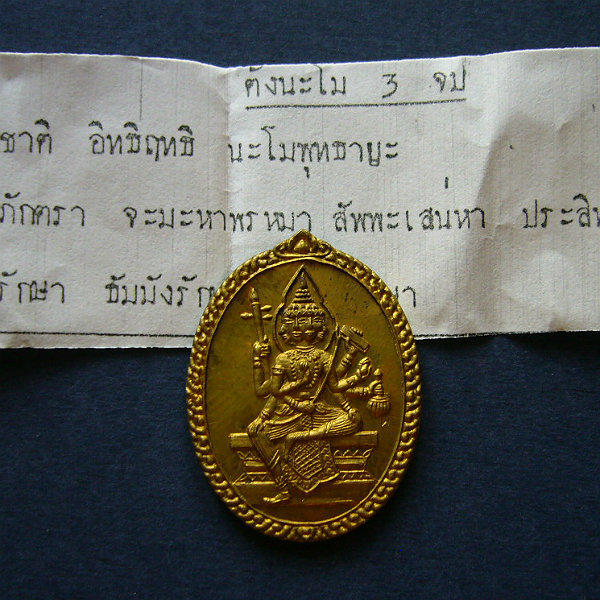 ตั้งนะโม 3 จบ
ชาติ อิทธิฤทธิ นะโมพุทธายะ
ภักตรา จะมะหาพรหมา สัพพะเสน่หา ประสิท
รักษา ธัมมังรัก